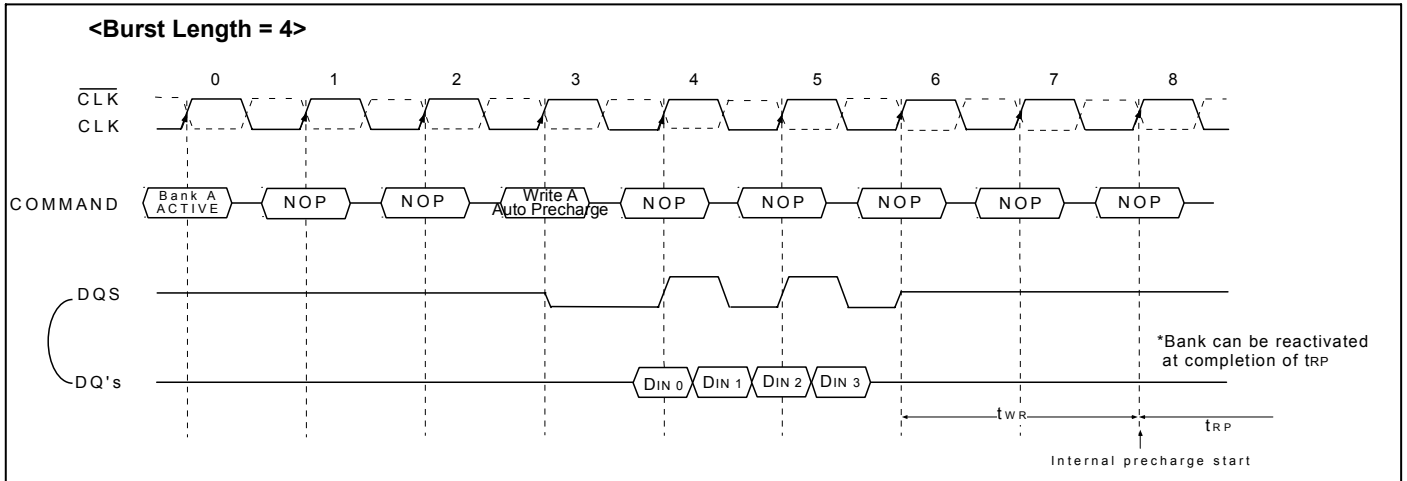 <Burst Length = 4>
0 1 2 3 4 5 6 7 8
CLK
CLK
COMMAND
Bank A
ACTIVE
NOP
NOP
Write A
Auto Precharge
NOP
NOP
NOP
NOP
NOP
DQS
*Bank can be reactivated
at completion of tRP
DQ's
DIN 0 DIN 1 DIN 2 DIN 3
tWR
tRP
Internal precharge start